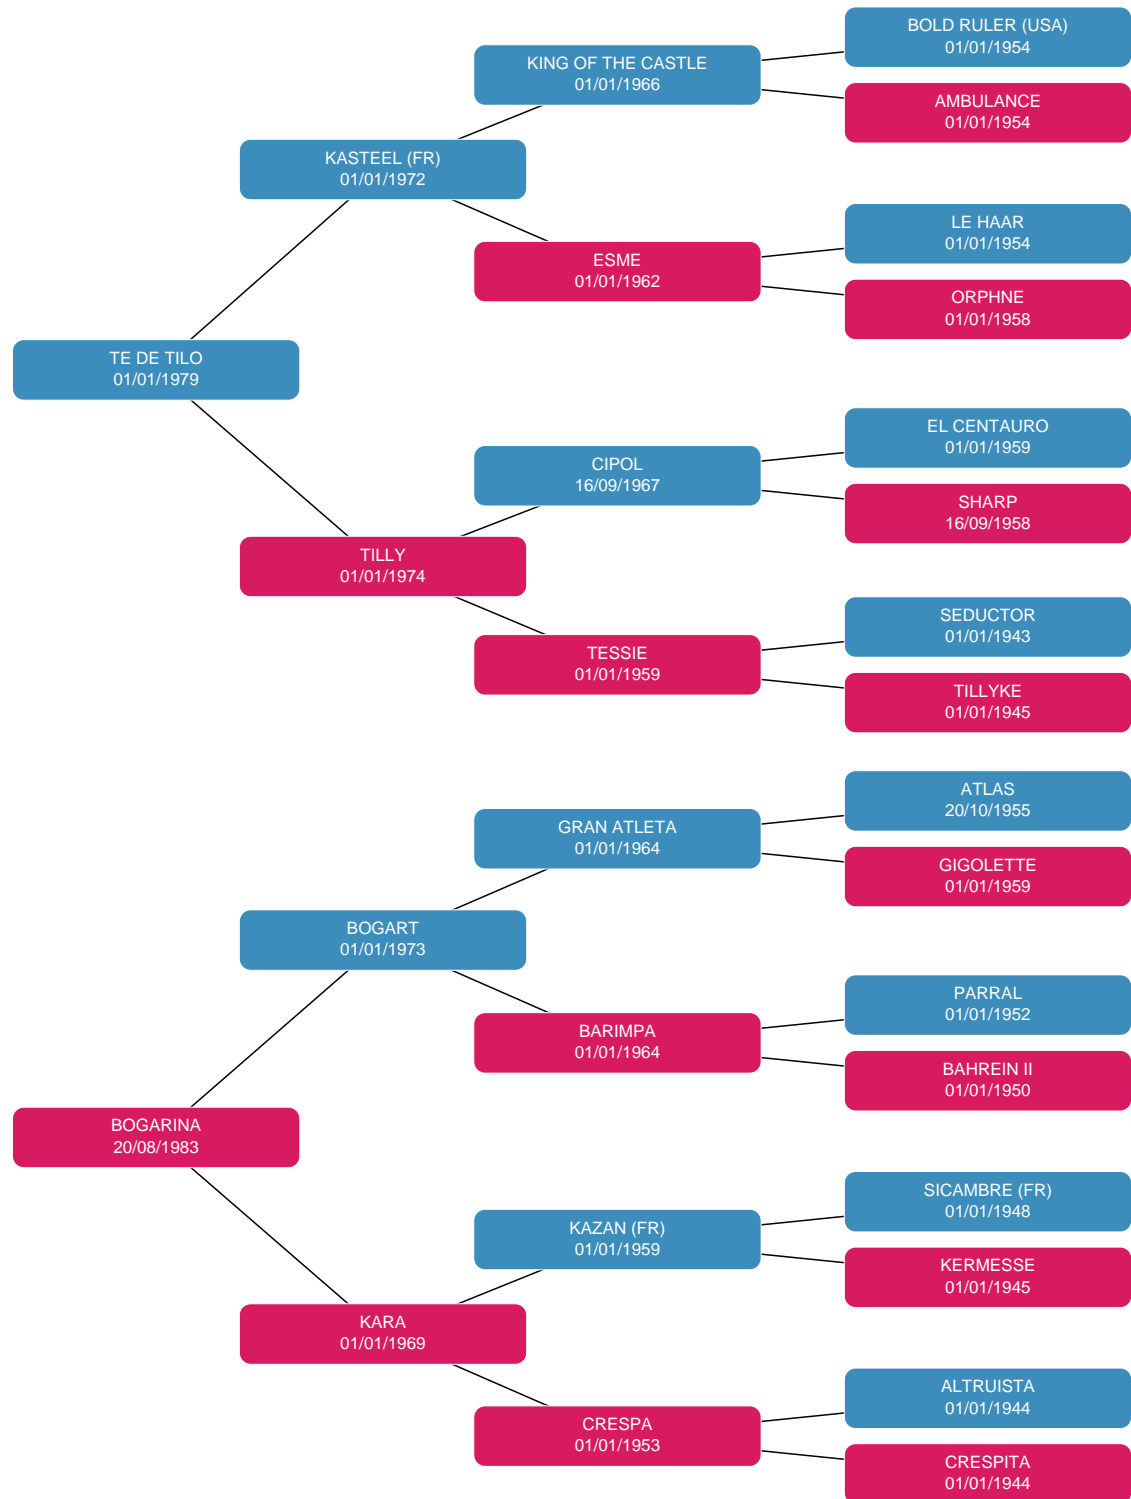 BOLD RULER (USA)
01/01/1954
KING OF THE CASTLE
01/01/1966
AMBULANCE
01/01/1954
KASTEEL (FR)
01/01/1972
LE HAAR
01/01/1954
ESME
01/01/1962
ORPHNE
01/01/1958
TE DE TILO
01/01/1979
EL CENTAURO
01/01/1959
CIPOL
16/09/1967
SHARP
16/09/1958
TILLY
01/01/1974
SEDUCTOR
01/01/1943
TESSIE
01/01/1959
TILLYKE
01/01/1945
ATLAS
20/10/1955
GRAN ATLETA
01/01/1964
GIGOLETTE
01/01/1959
BOGART
01/01/1973
PARRAL
01/01/1952
BARIMPA
01/01/1964
BAHREIN II
01/01/1950
BOGARINA
20/08/1983
SICAMBRE (FR)
01/01/1948
KAZAN (FR)
01/01/1959
KERMESSE
01/01/1945
KARA
01/01/1969
ALTRUISTA
01/01/1944
CRESPA
01/01/1953
CRESPITA
01/01/1944